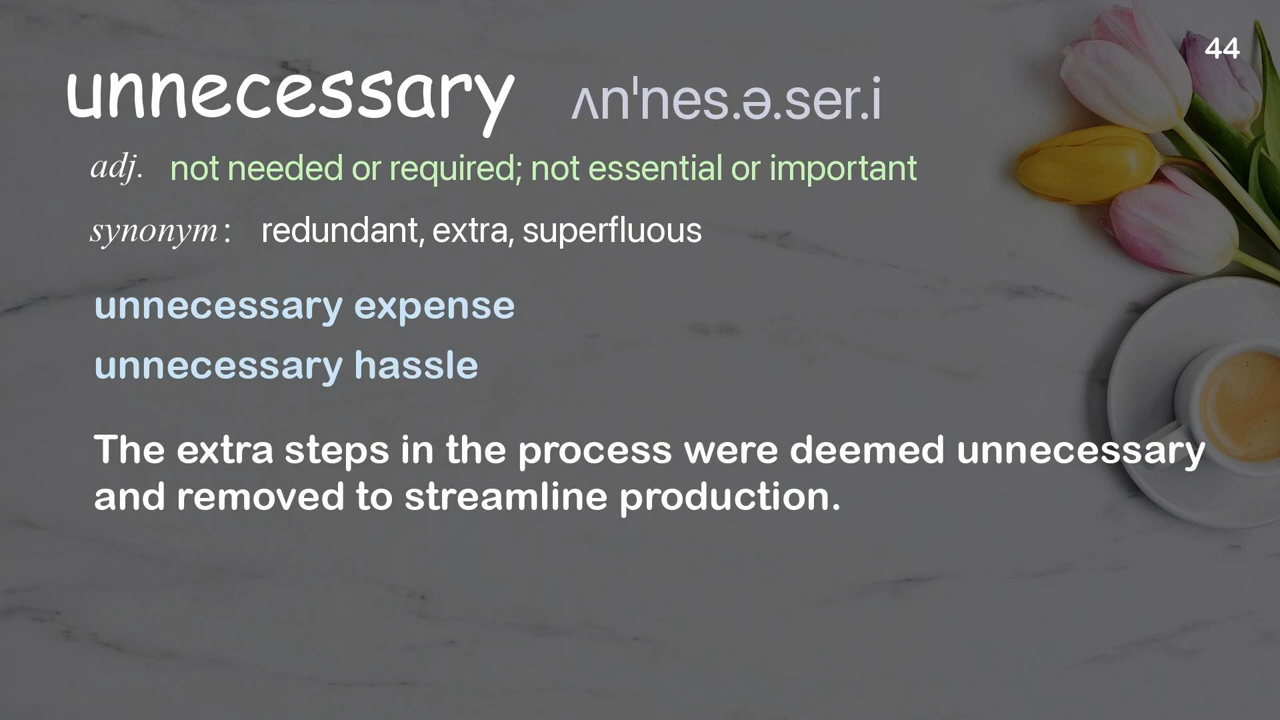 44
unnecessary ʌnˈnes.ə.ser.i
adj. not needed or required; not essential or important
synonym: redundant, extra, superfluous
unnecessary expense
unnecessary hassle
The extra steps in the process were deemed unnecessary
and removed to streamline production.